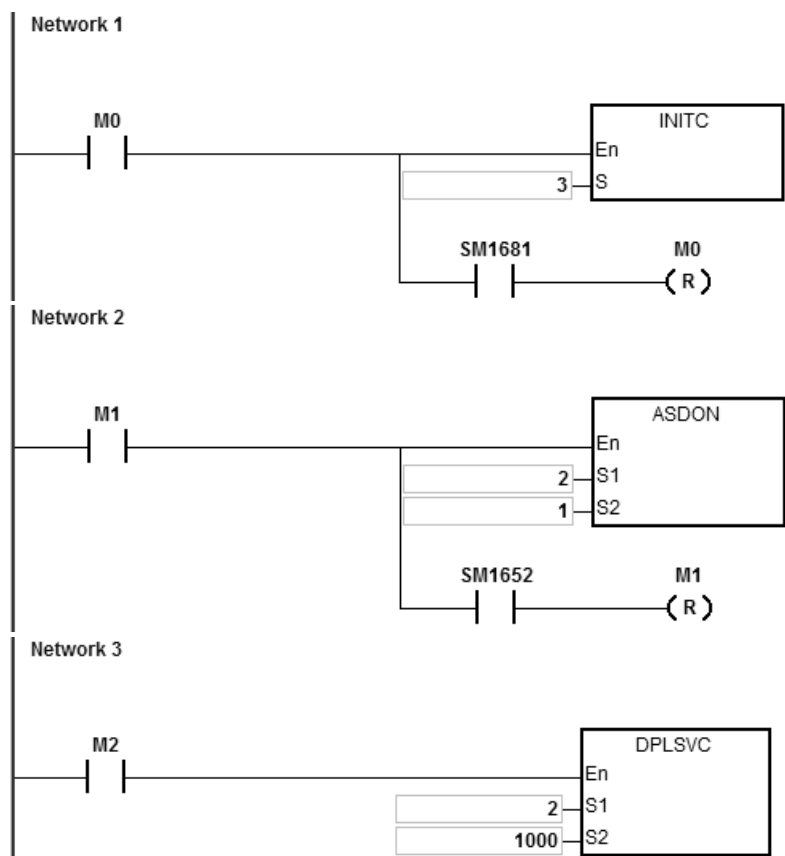 Network 1
M0
INITC
En
3 S
SM1681 M0
( R )
Network 2
M1
ASDON
En
2 S1
1 S2
SM1652 M1
( R )
Network 3
M2
DPLSVC
En
2 S1
1000 S2